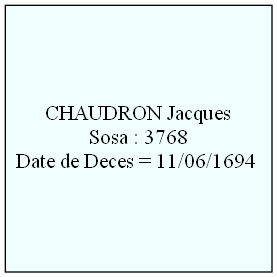 CHAUDRON Jacques
Sosa : 3768
Date de Deces = 11/06/1694